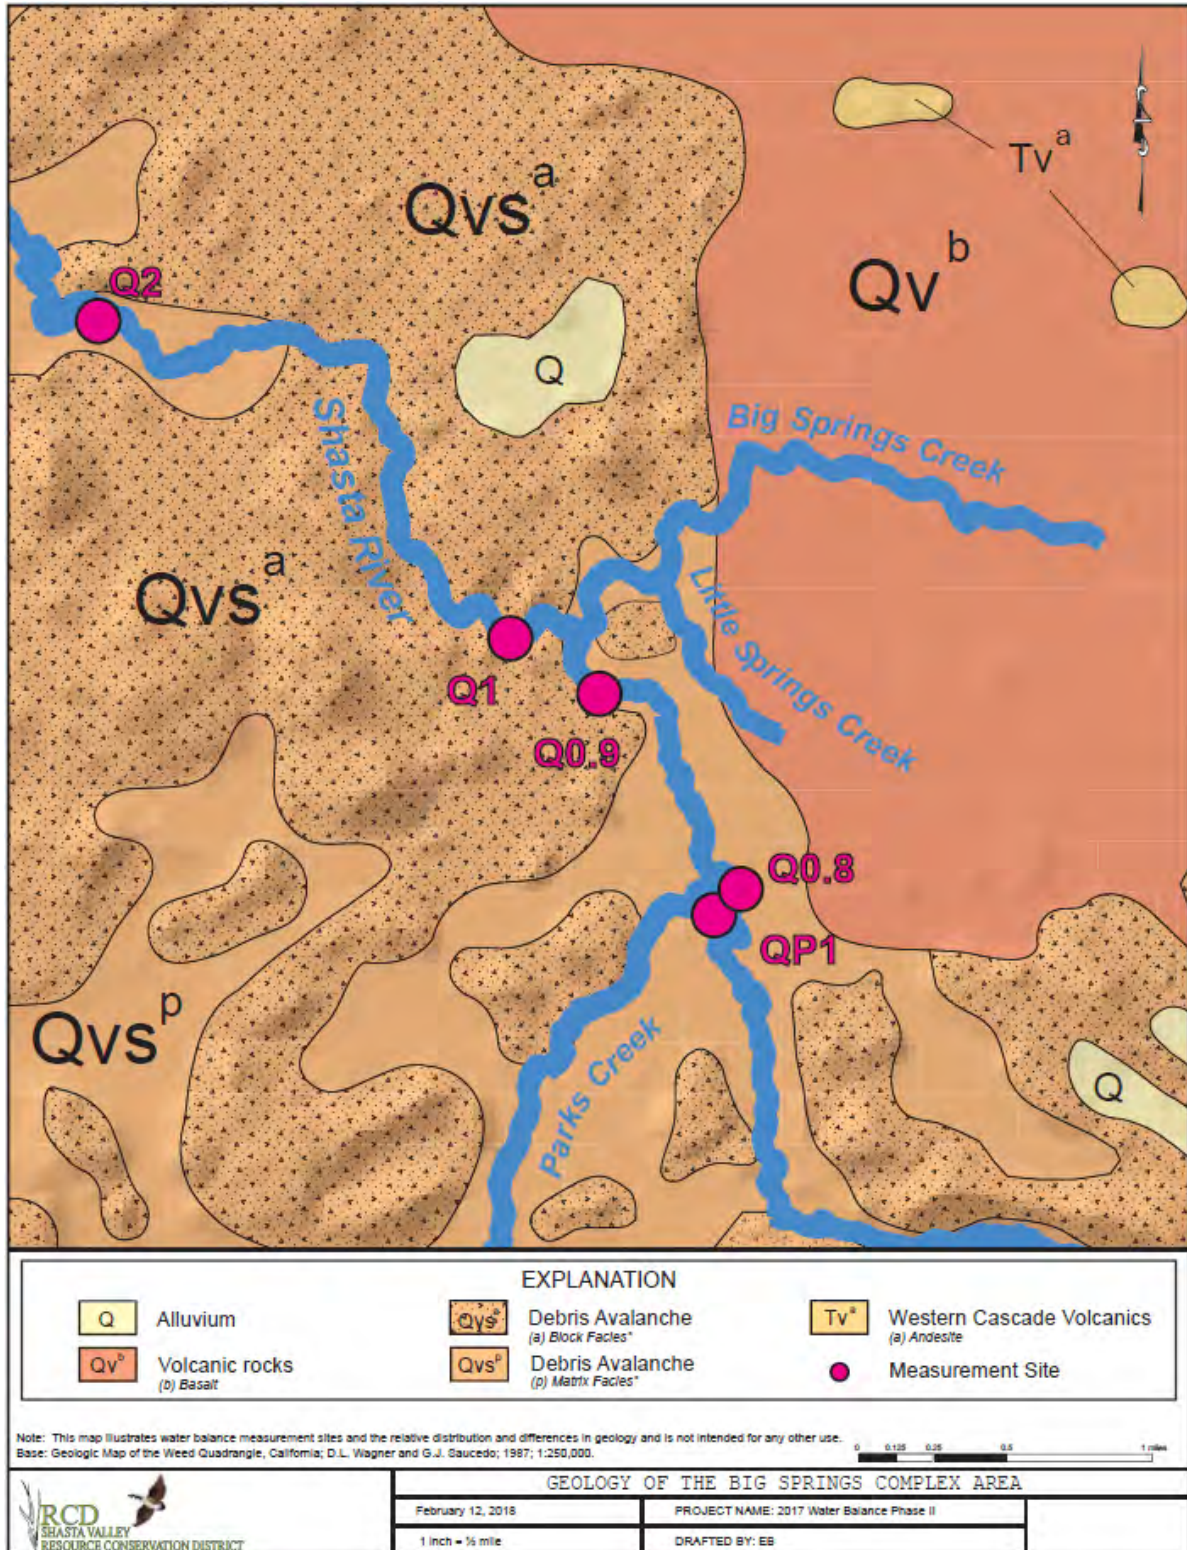 Qvs a
Tv a
Qv b
Q2
Q
Big Springs Creek
Shasta River
Qvs a
Little Springs Creek
Q1
Q0.9
Q0.8
QP1
Qvs p
Parks Creek
Q
EXPLANATION
Q Alluvium
Qvs a Debris Avalanche
(a) Block Facies*
Tv a Western Cascade Volcanics
(a) Andesite
Qv b Volcanic rocks
(b) Basalt
Qvs p Debris Avalanche
(p) Matrix Facies*
Measurement Site
Note: This map illustrates water balance measurement sites and the relative distribution and differences in geology and is not intended for any other use.
Base: Geologic Map of the Weed Quadrangle, California; D.L. Wagner and G.J. Saucedo; 1987; 1:250,000.
0 0.125 0.25 0.5 1 miles
GEOLOGY OF THE BIG SPRINGS COMPLEX AREA
RCD
SHASTA VALLEY
RESOURCE CONSERVATION DISTRICT
February 12, 2018
PROJECT NAME: 2017 Water Balance Phase II
1 inch = ½ mile
DRAFTED BY: EB